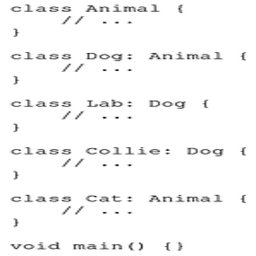 class Animal {
    // ...
}
class Dog: Animal {
    // ...
}
class Lab: Dog {
    // ...
}
class Collie: Dog {
    // ...
}
class Cat: Animal {
    // ...
}
void main() {}